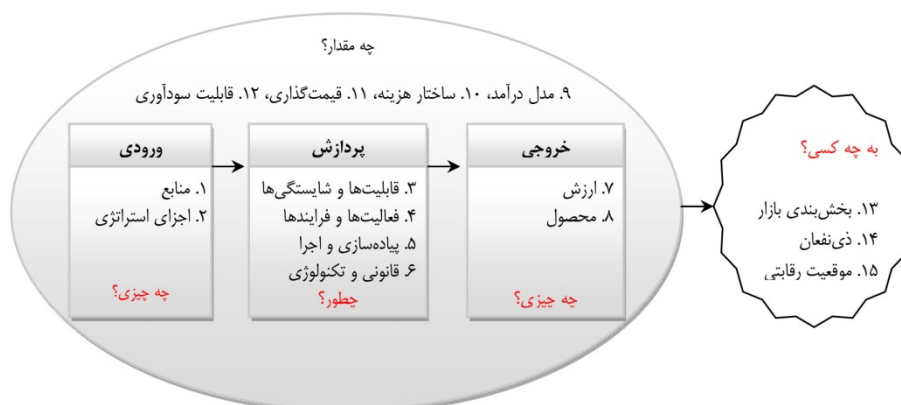 چه مقدار؟
۹. مدل درآمد، ۱۰. ساختار هزینه، ۱۱. قیمت‌گذاری، ۱۲. قابلیت سودآوری
ورودی
۱. منابع
۲. اجزای استراتژی
چه چیزی؟
پردازش
۳. قابلیت‌ها و شایستگی‌ها
۴. فعالیت‌ها و فرایندها
۵. پیاده‌سازی و اجرا
۶. قانونی و تکنولوژی
چطور؟
خروجی
۷. ارزش
۸. محصول
چه چیزی؟
به چه کسی؟
۱۳. بخش‌بندی بازار
۱۴. ذی‌نفعان
۱۵. موقعیت رقابتی